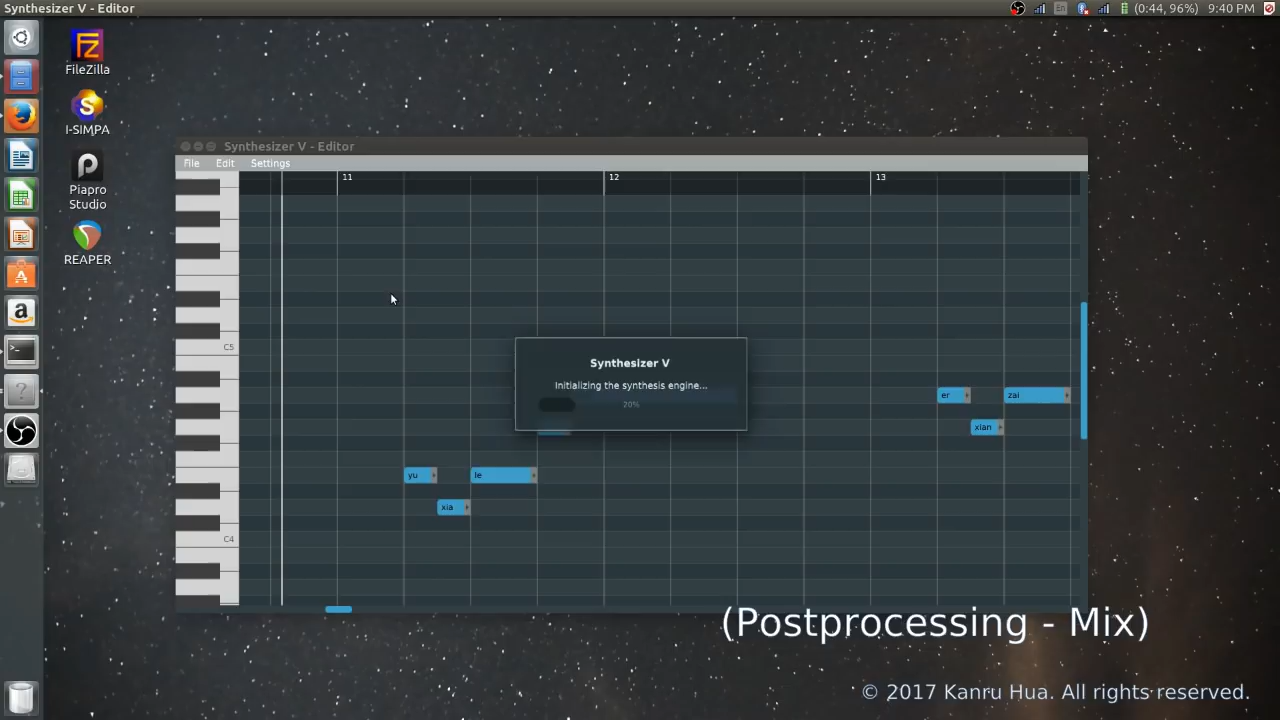 Synthesizer V - Editor
En
(0:44, 96%)
9:40 PM
FileZilla
I-SIMPA
Piapro
Studio
REAPER
Synthesizer V - Editor
File Edit Settings
11 12 13
C5
Synthesizer V
Initializing the synthesis engine...
20%
er zai
xian
yu le
xia
C4
(Postprocessing - Mix)
© 2017 Kanru Hua. All rights reserved.